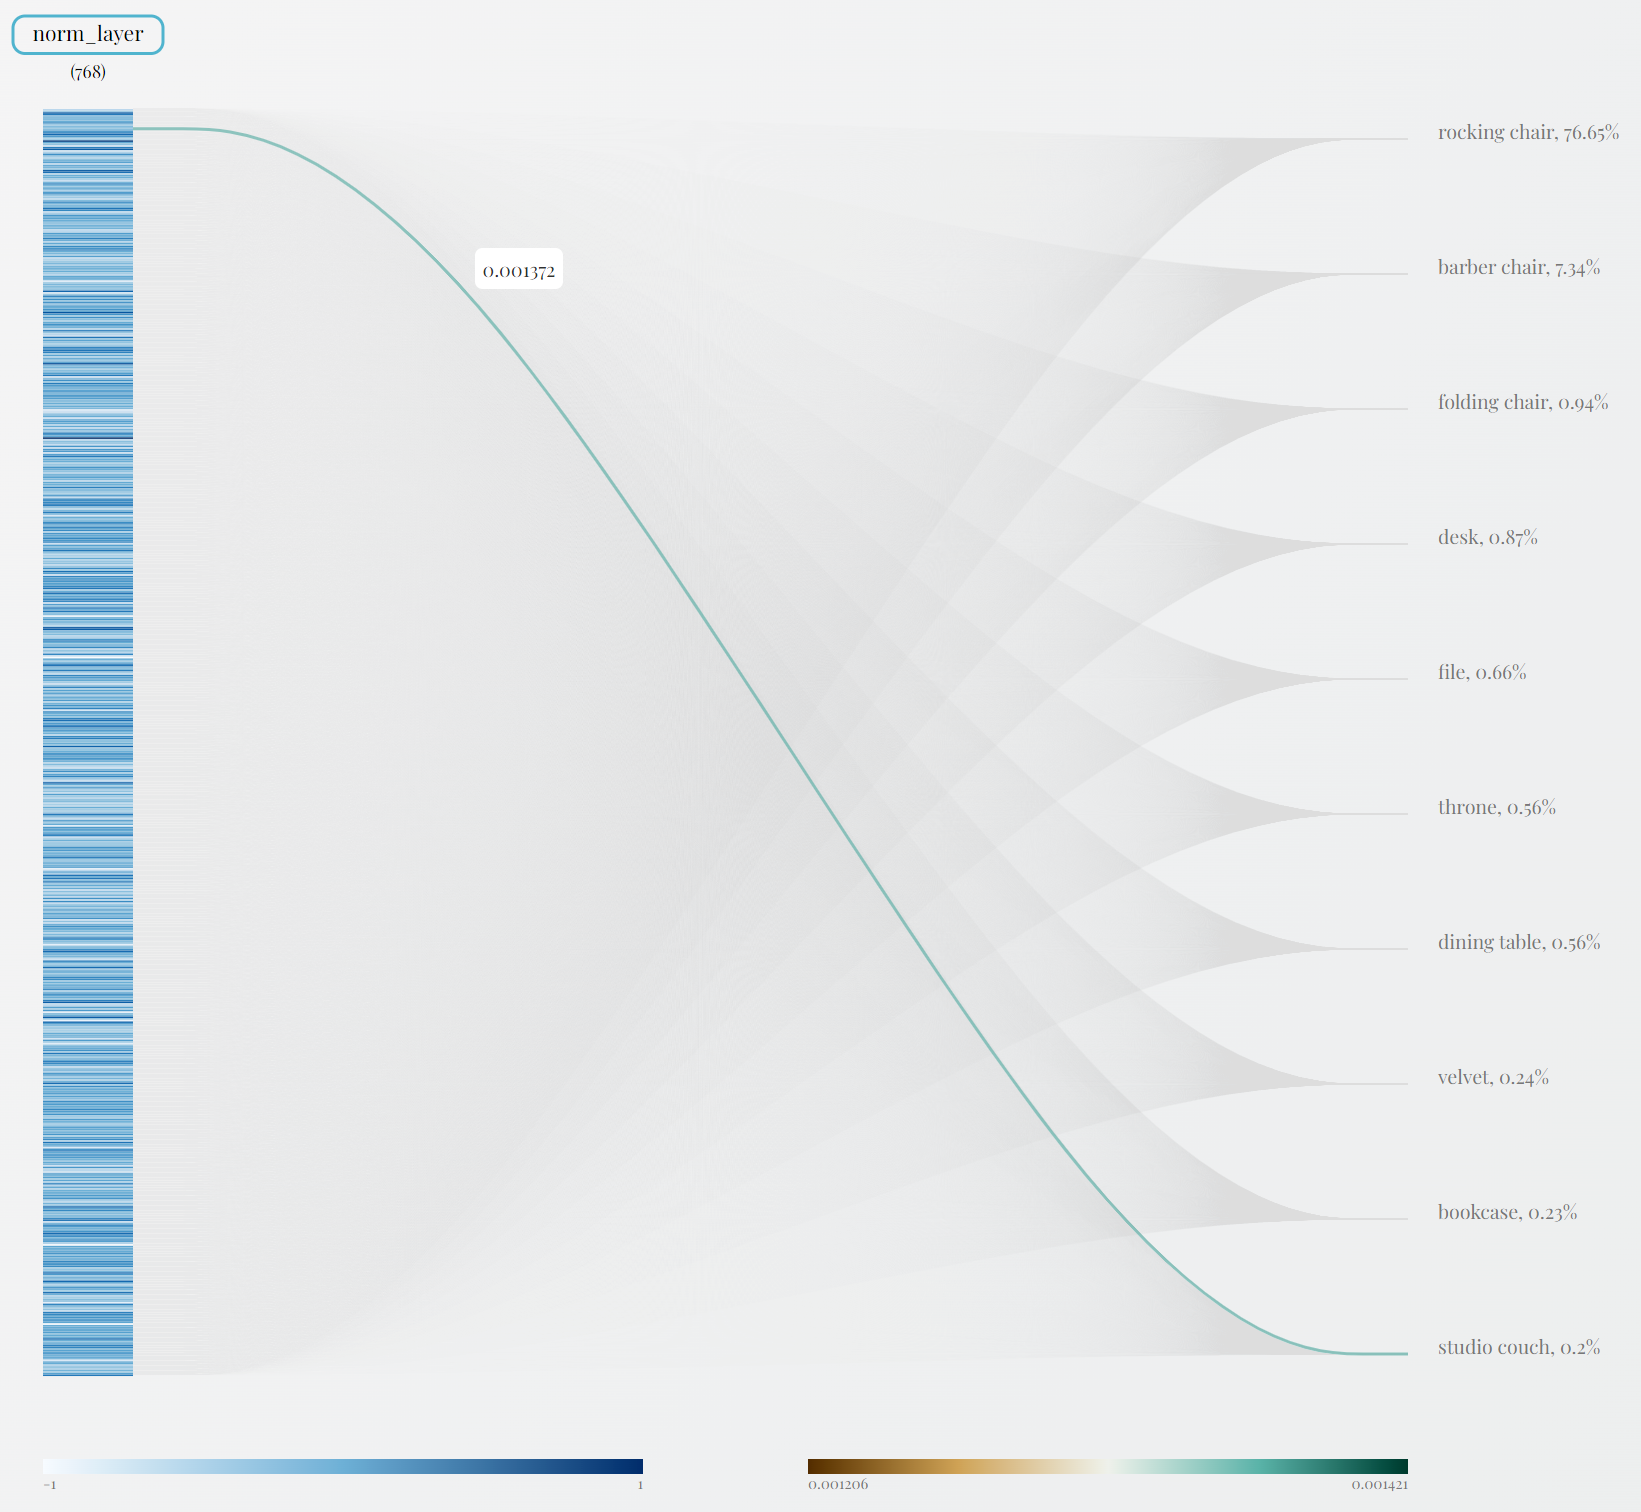 norm_layer
(768)
rocking chair, 76.65%
barber chair, 7.34%
0.001372
folding chair, 0.94%
desk, 0.87%
file, 0.66%
throne, 0.56%
dining table, 0.56%
velvet, 0.24%
bookcase, 0.23%
studio couch, 0.2%
-1
1
0.001206
0.001421